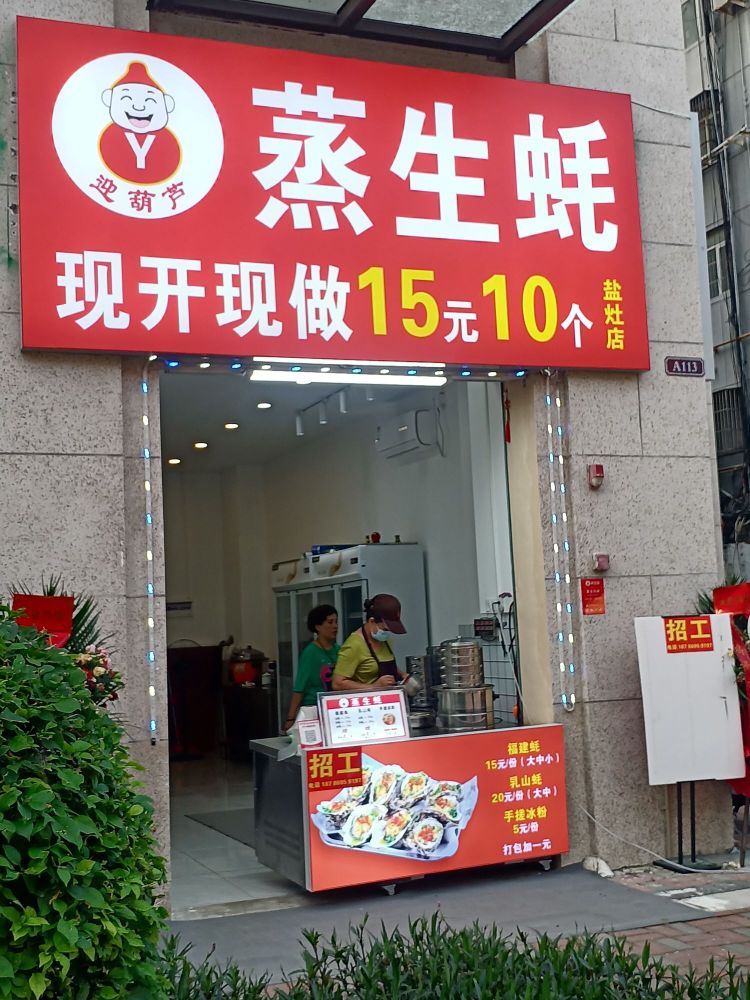 Y
迎葫芦
蒸生蚝
现开现做15元10个
盐灶店
A113
招工
蒸生蚝
招工
福建蚝
15元/份(大中小)
乳山蚝
20元/份(大中)
手搓冰粉
5元/份
打包加一元